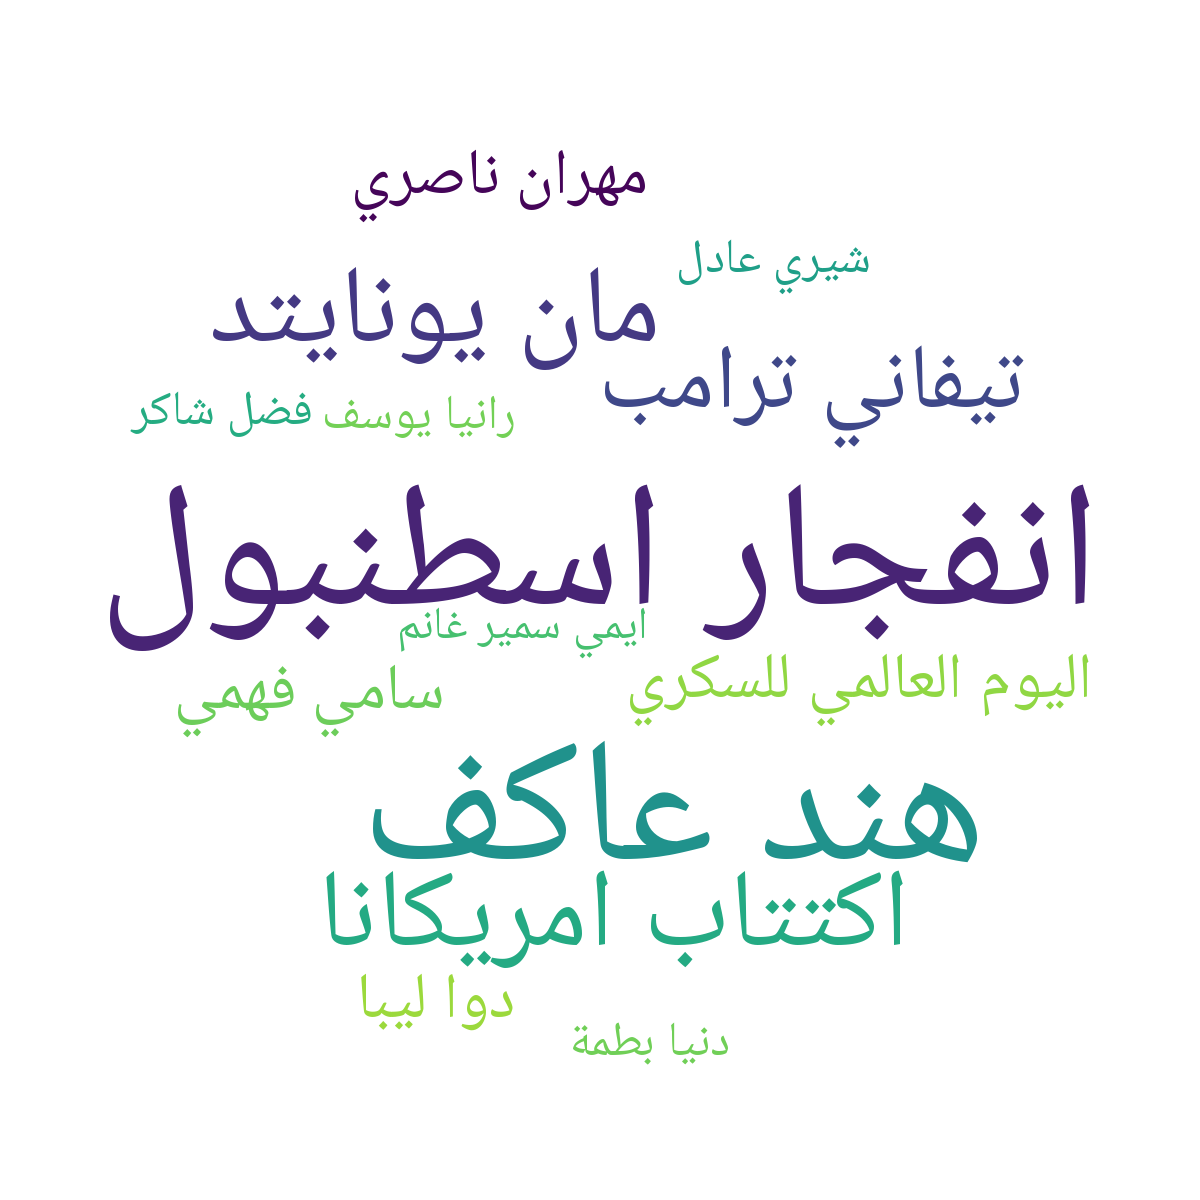 مهران ناصري
شيري عادل
مان يونايتد
تيفاني ترامب
رانيا يوسف
فضل شاكر
انفجار اسطنبول
ايمي سمير غانم
اليوم العالمي للسكري
سامي فهمي
هند عاكف
اكتتاب امريكانا
دوا ليبا
دنيا بطمة